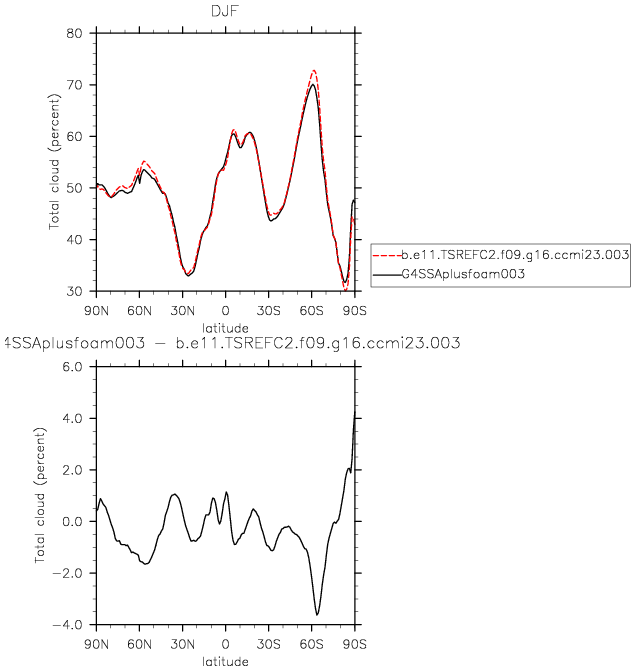 DJF
80
70
60
50
40
30
Total cloud (percent)
90N 60N 30N 0 30S 60S 90S
latitude
b.e11.TSREFC2.f09.g16.ccmi23.003
G4SSAplusfoam003
4SSAplusfoam003 − b.e11.TSREFC2.f09.g16.ccmi23.003
6.0
4.0
2.0
0.0
−2.0
−4.0
Total cloud (percent)
90N 60N 30N 0 30S 60S 90S
latitude